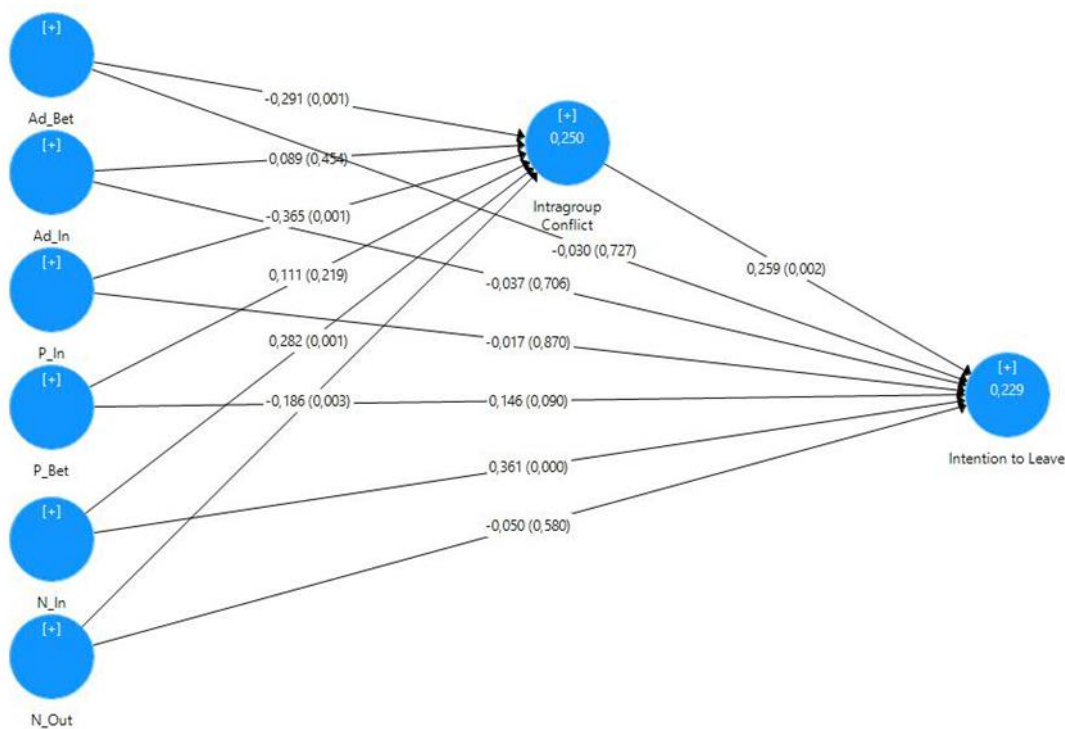 [+]
Ad_Bet
[+]
Ad_In
[+]
P_In
[+]
P_Bet
[+]
N_In
[+]
N_Out
-0,291 (0,001)
0,089 (0,454)
-0,365 (0,001)
0,111 (0,219)
0,282 (0,001)
-0,186 (0,003)
[+]
0,250
Intragroup
Conflict
-0,030 (0,727)
-0,037 (0,706)
-0,017 (0,870)
0,146 (0,090)
0,361 (0,000)
-0,050 (0,580)
0,259 (0,002)
[+]
0,229
Intention to Leave